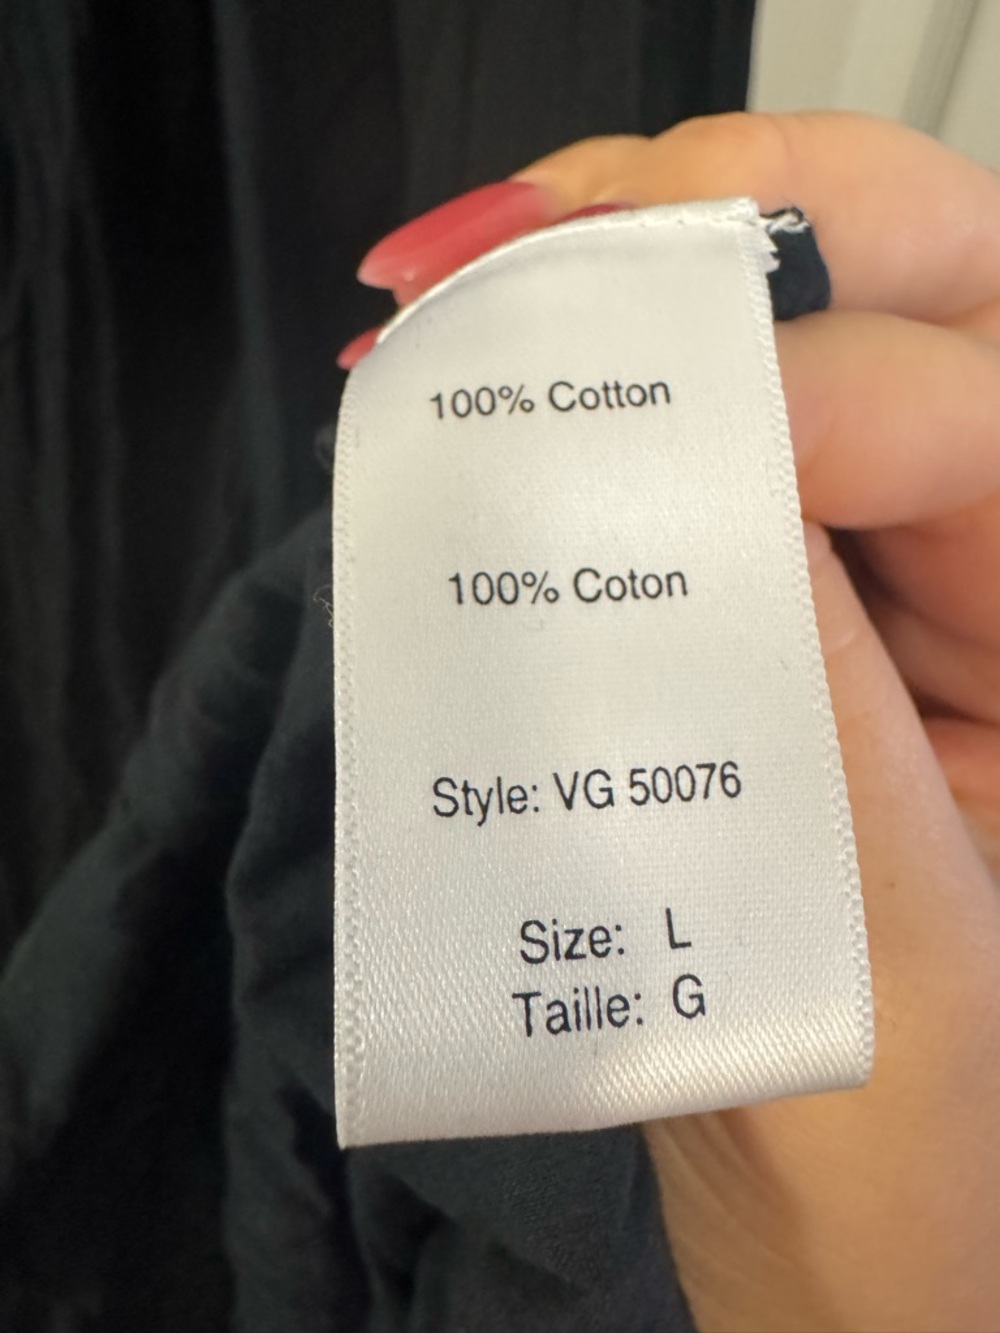 100% Cotton
100% Coton
Style: VG 50076
Size: L
Taille: G